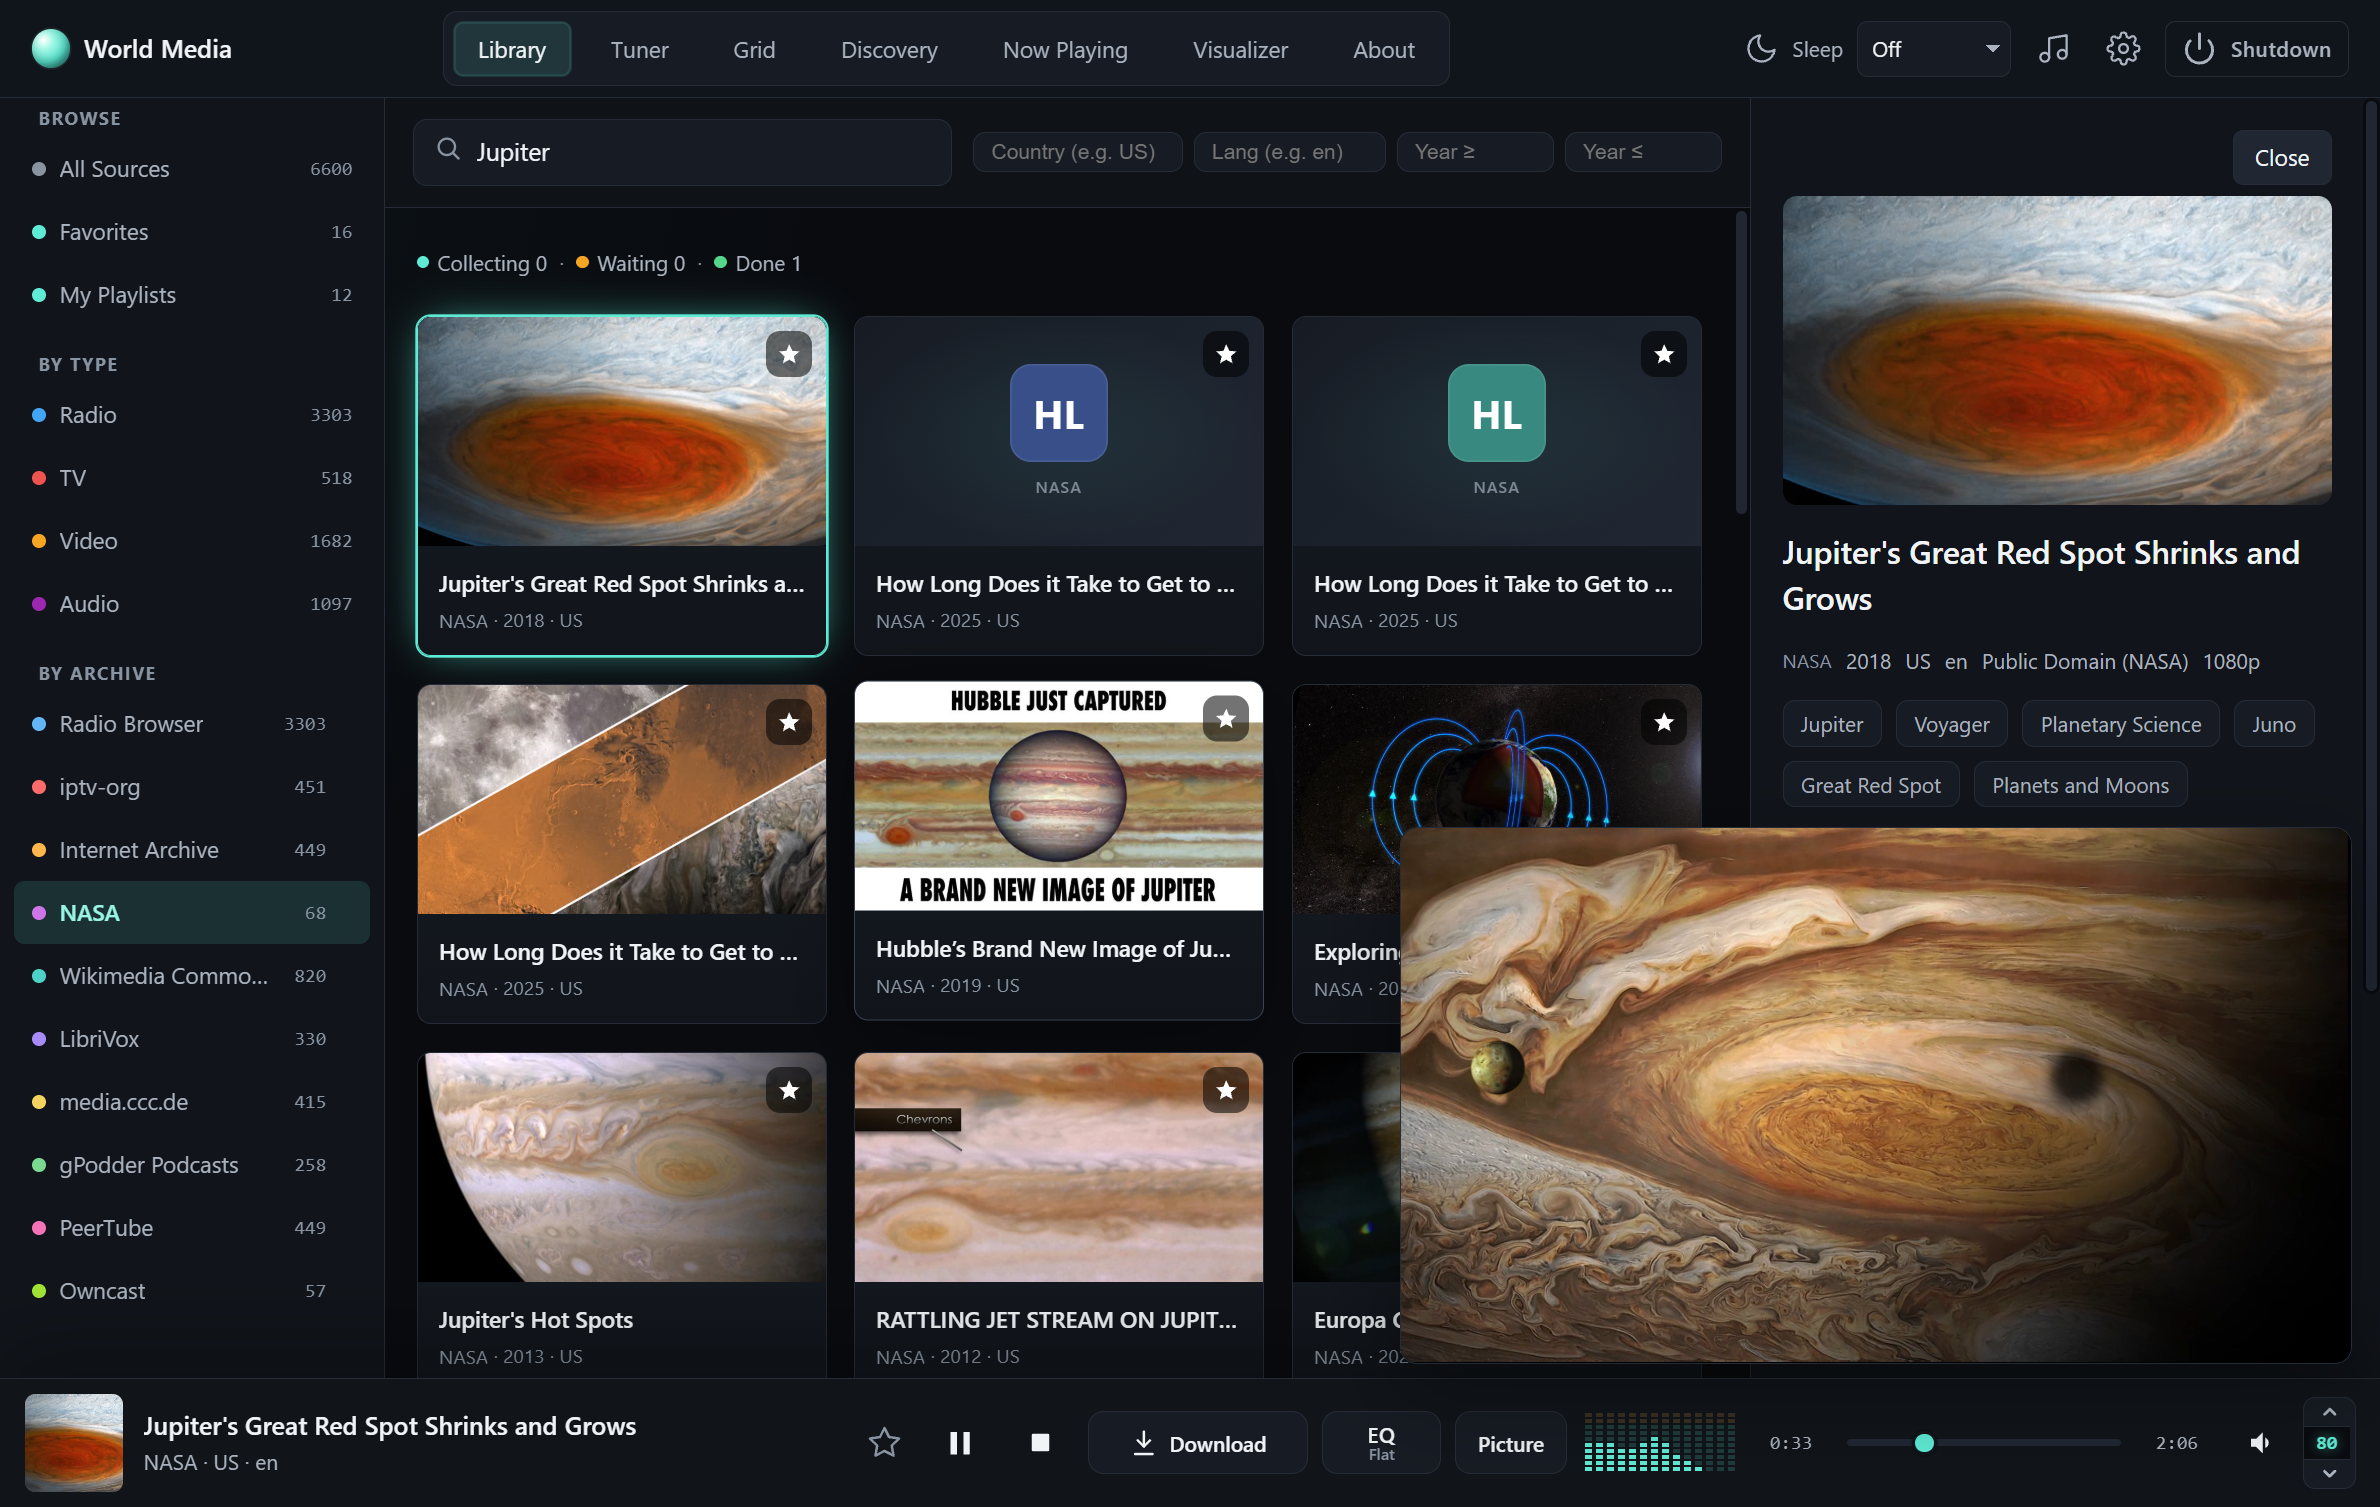 World Media
Library
Tuner
Grid
Discovery
Now Playing
Visualizer
About
Sleep
Off
Shutdown
BROWSE
All Sources 6600
Favorites 16
My Playlists 12
BY TYPE
Radio 3303
TV 518
Video 1682
Audio 1097
BY ARCHIVE
Radio Browser 3303
iptv-org 451
Internet Archive 449
NASA 68
Wikimedia Commo... 820
LibriVox 330
media.ccc.de 415
gPodder Podcasts 258
PeerTube 449
Owncast 57
Jupiter
Country (e.g. US)
Lang (e.g. en)
Year ≥
Year ≤
Collecting 0 · Waiting 0 · Done 1
Jupiter's Great Red Spot Shrinks a...
NASA · 2018 · US
HL
NASA
How Long Does it Take to Get to ...
NASA · 2025 · US
HL
NASA
How Long Does it Take to Get to ...
NASA · 2025 · US
How Long Does it Take to Get to ...
NASA · 2025 · US
HUBBLE JUST CAPTURED
A BRAND NEW IMAGE OF JUPITER
Hubble's Brand New Image of Ju...
NASA · 2019 · US
NASA
Jupiter's Hot Spots
NASA · 2013 · US
Chevrons
RATTLING JET STREAM ON JUPIT...
NASA · 2012 · US
Europa
NASA
Close
Jupiter's Great Red Spot Shrinks and
Grows
NASA 2018 US en Public Domain (NASA) 1080p
Jupiter
Voyager
Planetary Science
Juno
Great Red Spot
Planets and Moons
Jupiter's Great Red Spot Shrinks and Grows
NASA · US · en
Download
EQ
Flat
Picture
0:33
2:06
80